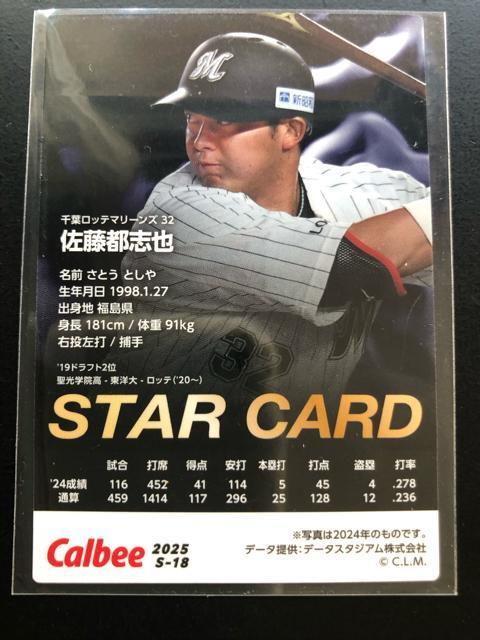 M
新昭和
千葉ロッテマリーンズ 32
佐藤都志也
名前 さとう としや
生年月日 1998.1.27
出身地 福島県
身長 181cm / 体重 91kg
右投左打 / 捕手
32
'19ドラフト2位
聖光学院高 - 東洋大 - ロッテ('20~)
STAR CARD
試合 打席 得点 安打 本塁打 打点 盗塁 打率
'24成績 116 452 41 114 5 45 4 .278
通算 459 1414 117 296 25 128 12 .236
Calbee 2025
S-18
※写真は2024年のものです。
データ提供:データスタジアム株式会社
© C.L.M.